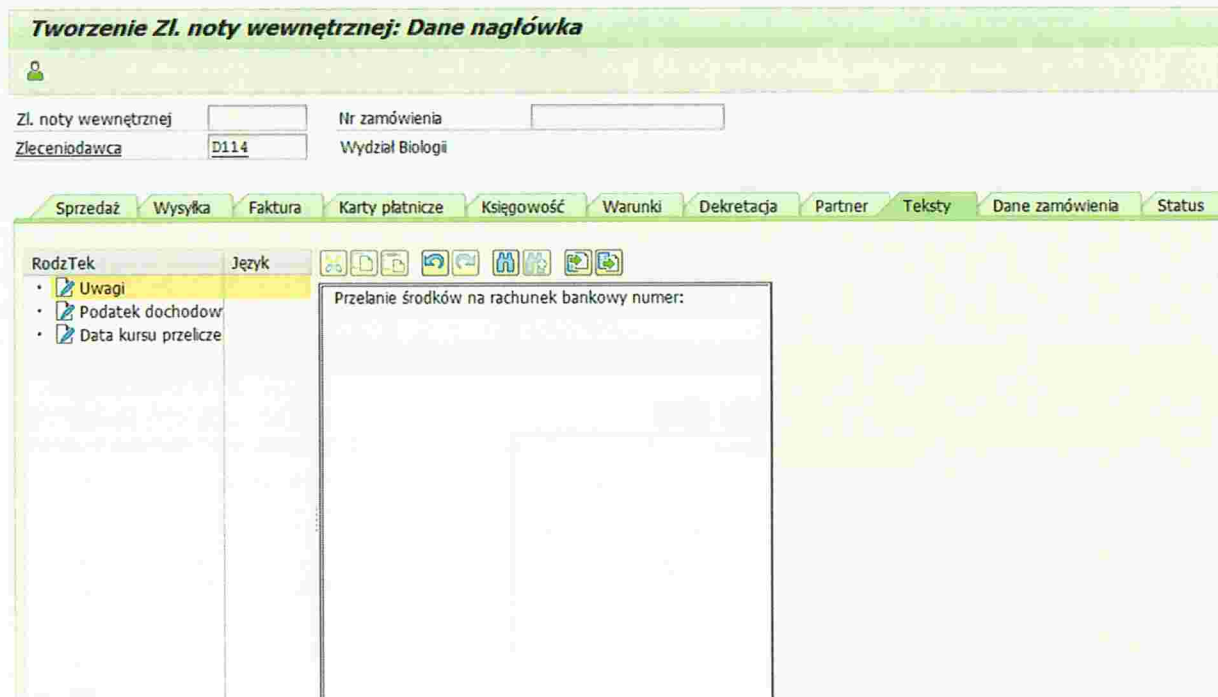 Tworzenie Zl. noty wewnętrznej: Dane nagłówka
Zl. noty wewnętrznej Nr zamówienia
Zleceniodawca D114 Wydział Biologii
Sprzedaż Wysyłka Faktura Karty płatnicze Księgowość Warunki Dekretacja Partner Teksty Dane zamówienia Status
RodzTek Język
Uwagi
Przelanie środków na rachunek bankowy numer:
Podatek dochodow
Data kursu przelicze